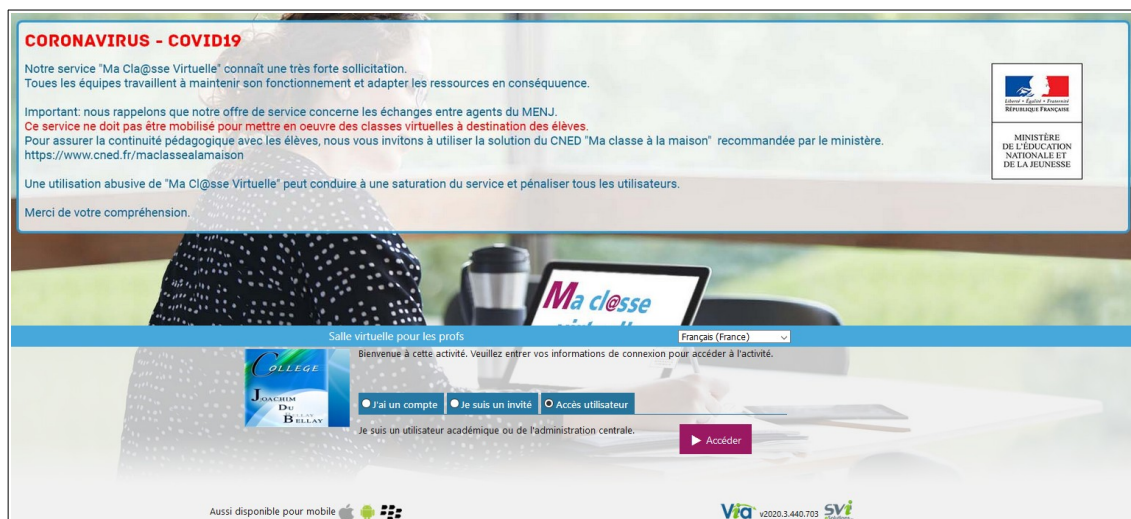 CORONAVIRUS - COVID19
Notre service "Ma Cla@sse Virtuelle" connaît une très forte sollicitation.
Toues les équipes travaillent à maintenir son fonctionnement et adapter les ressources en conséquuence.
Important: nous rappelons que notre offre de service concerne les échanges entre agents du MENJ.
Ce service ne doit pas être mobilisé pour mettre en oeuvre des classes virtuelles à destination des élèves.
Pour assurer la continuité pédagogique avec les élèves, nous vous invitons à utiliser la solution du CNED "Ma classe à la maison" recommandée par le ministère.
https://www.cned.fr/maclassealamaison
Une utilisation abusive de "Ma Cl@sse Virtuelle" peut conduire à une saturation du service et pénaliser tous les utilisateurs.
Merci de votre compréhension.
Liberté • Égalité • Fraternité
RÉPUBLIQUE FRANÇAISE
MINISTÈRE
DE L'ÉDUCATION
NATIONALE ET
DE LA JEUNESSE
Ma cl@sse
virtuelle
Salle virtuelle pour les profs
Français (France)
Bienvenue à cette activité. Veuillez entrer vos informations de connexion pour accéder à l'activité.
COLLEGE
JOACHIM
DU
BELLAY
J'ai un compte
Je suis un invité
Accès utilisateur
Je suis un utilisateur académique ou de l'administration centrale.
Accéder
Aussi disponible pour mobile
Via
v2020.3.440.703
SVi